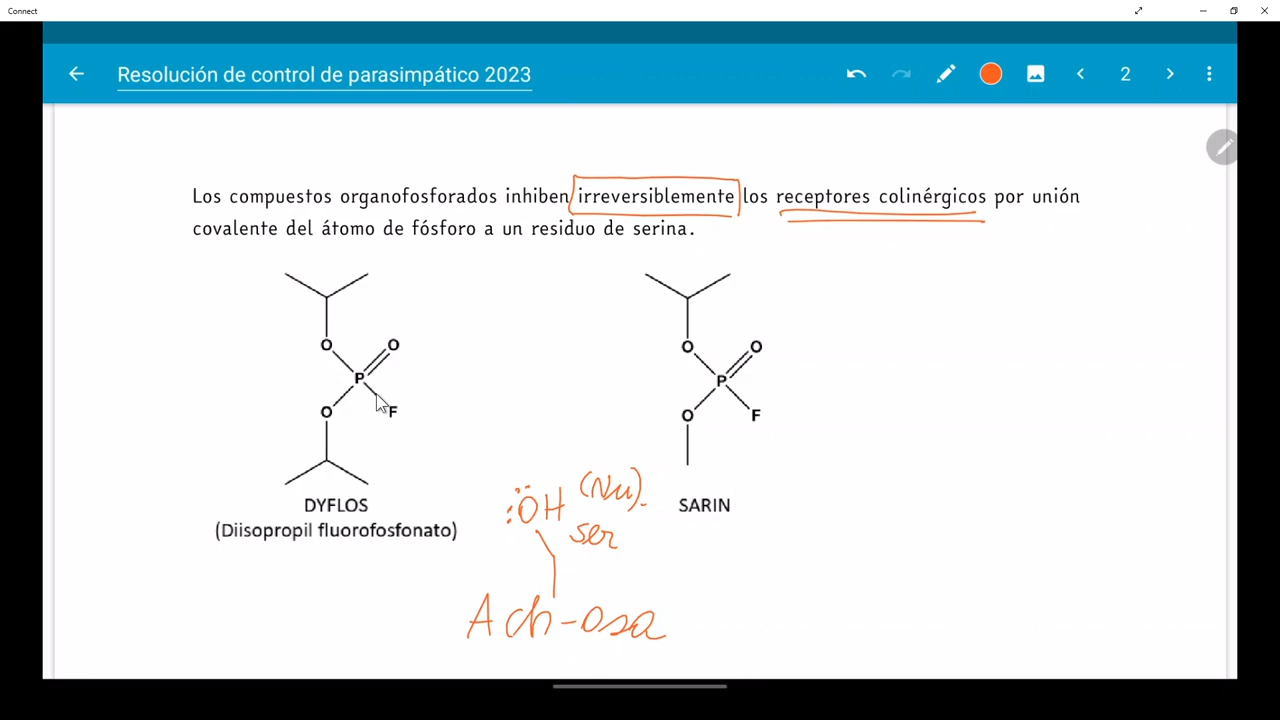 Connect
Resolución de control de parasimpático 2023
2
Los compuestos organofosforados inhiben irreversiblemente los receptores colinérgicos por unión
covalente del átomo de fósforo a un residuo de serina.
O O
P
O F
O O
P
O F
DYFLOS
(Diisopropil fluorofosfonato)
SARIN
:ÖH (Nu).
ser
Ach-asa